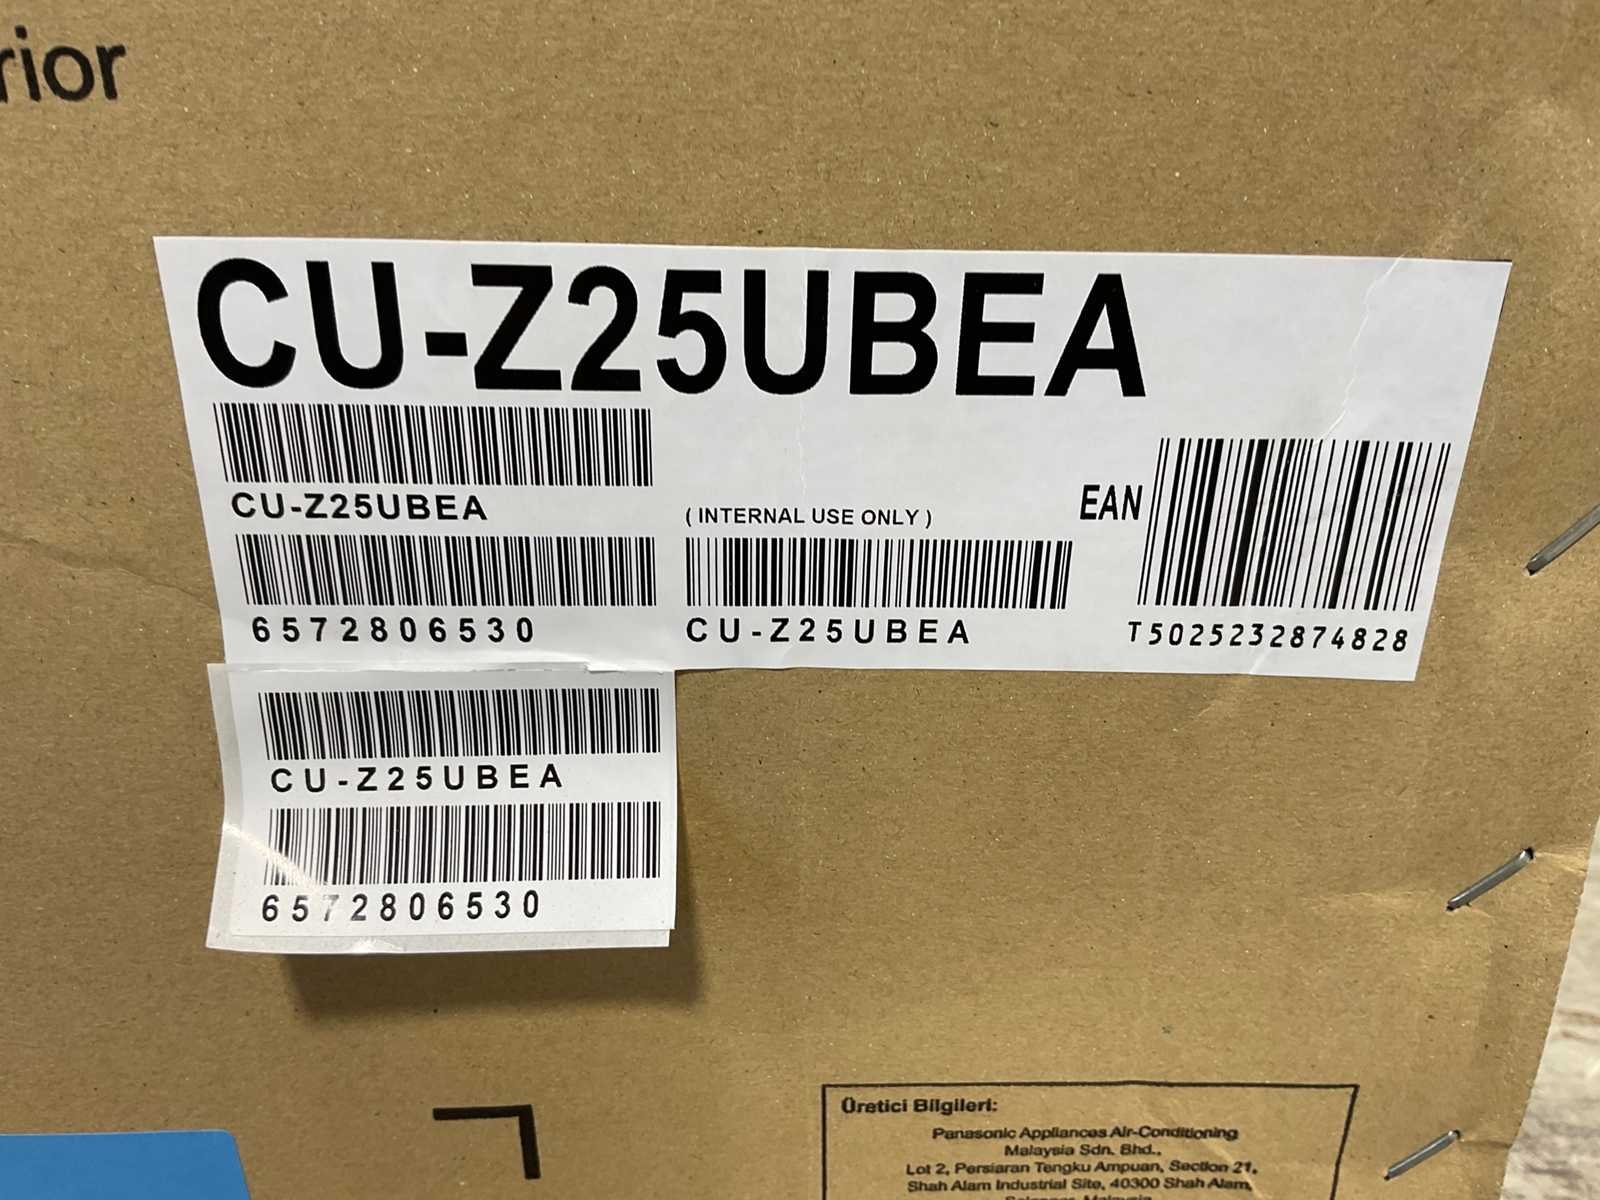 rior
CU-Z25UBEA
CU-Z25UBEA
( INTERNAL USE ONLY )
EAN
6572806530
CU-Z25UBEA
T5025232874828
CU-Z25UBEA
6572806530
Üretici Bilgileri:
Panasonic Appliances Air-Conditioning
Malaysia Sdn. Bhd.,
Lot 2, Persiaran Tengku Ampuan, Section 21,
Shah Alam Industrial Site, 40300 Shah Alam,
Selangor, Malaysia